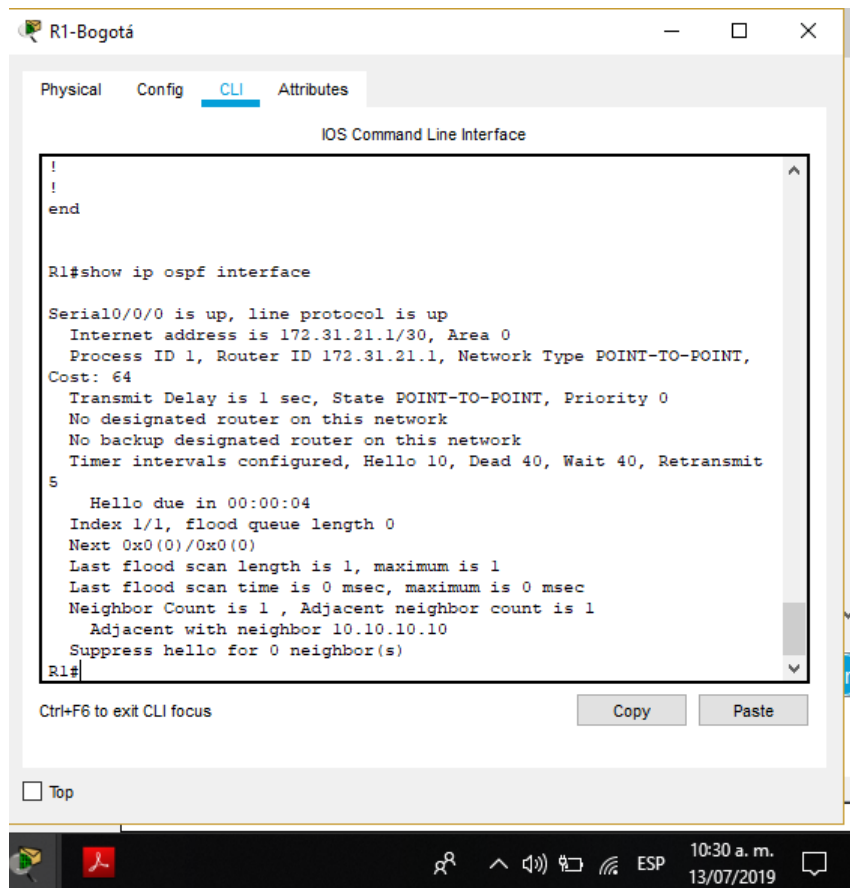 R1-Bogotá
Physical Config CLI Attributes
IOS Command Line Interface
!
!
end
R1#show ip ospf interface
Serial0/0/0 is up, line protocol is up
Internet address is 172.31.21.1/30, Area 0
Process ID 1, Router ID 172.31.21.1, Network Type POINT-TO-POINT,
Cost: 64
Transmit Delay is 1 sec, State POINT-TO-POINT, Priority 0
No designated router on this network
No backup designated router on this network
Timer intervals configured, Hello 10, Dead 40, Wait 40, Retransmit
5
Hello due in 00:00:04
Index 1/1, flood queue length 0
Next 0x0(0)/0x0(0)
Last flood scan length is 1, maximum is 1
Last flood scan time is 0 msec, maximum is 0 msec
Neighbor Count is 1 , Adjacent neighbor count is 1
Adjacent with neighbor 10.10.10.10
Suppress hello for 0 neighbor(s)
R1#
Ctrl+F6 to exit CLI focus
Copy Paste
Top
ESP
10:30 a. m.
13/07/2019